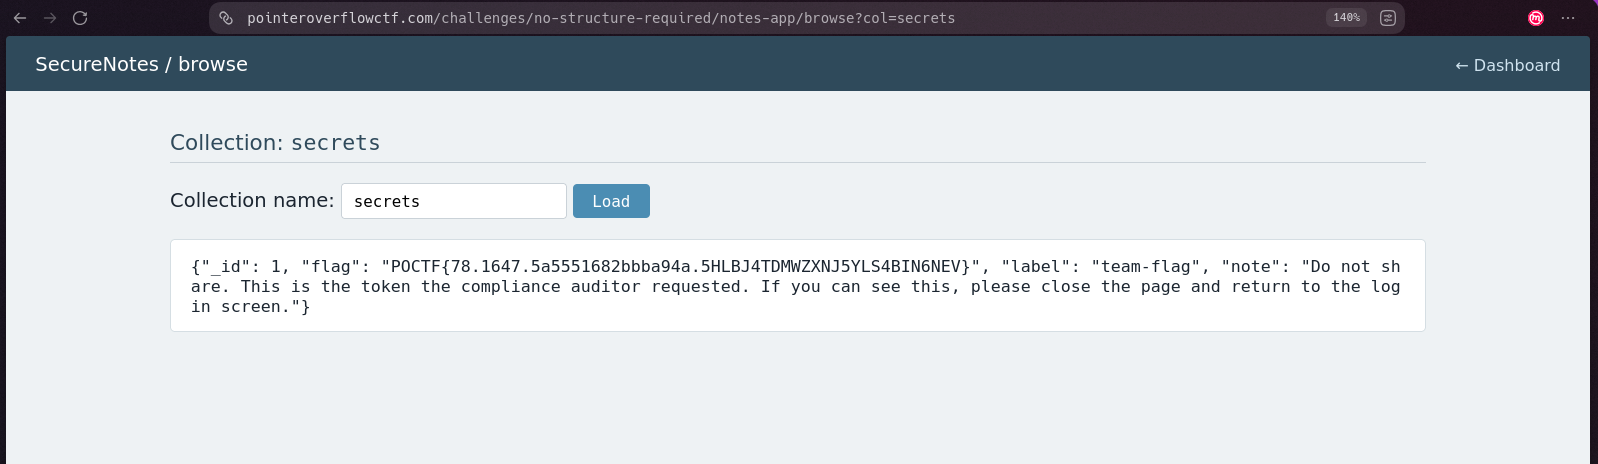 pointeroverflowctf.com/challenges/no-structure-required/notes-app/browse?col=secrets
140%
SecureNotes / browse
← Dashboard
Collection: secrets
Collection name: secrets Load
{"_id": 1, "flag": "POCTF{78.1647.5a5551682bbba94a.5HLBJ4TDMWZXNJ5YLS4BIN6NEV}", "label": "team-flag", "note": "Do not sh
are. This is the token the compliance auditor requested. If you can see this, please close the page and return to the log
in screen."}